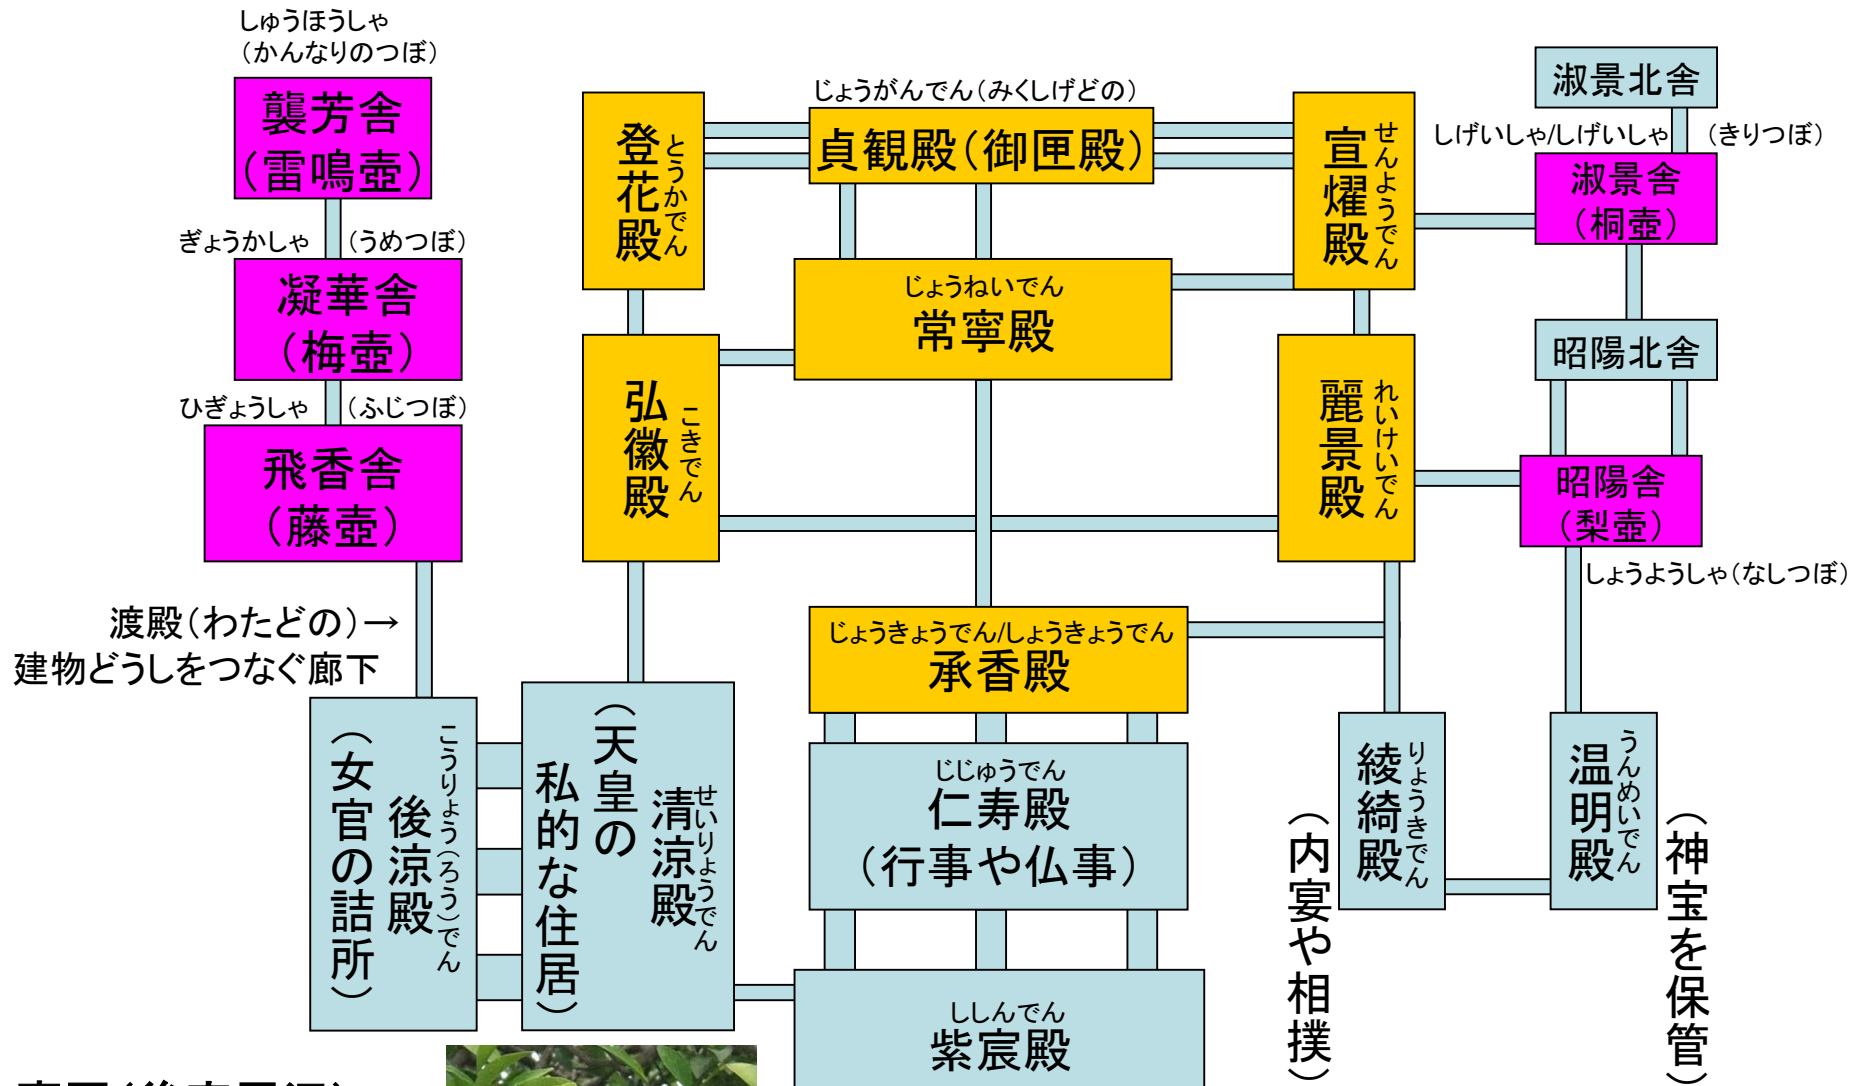 しゅうほうしゃ
（かんなりのつぼ）
襲芳舎
（雷鳴壺）
ぎょうかしゃ
（うめつぼ）
凝華舎
（梅壺）
ひぎょうしゃ
（ふじつぼ）
飛香舎
（藤壺）
渡殿（わたどの）→
建物どうしをつなぐ廊下
こうりょう（ろう）でん
後涼殿
（女官の詰所）
せいりょうでん
清涼殿
（天皇の
私的な住居）
とうかでん
登花殿
こきでん
弘徽殿
じょうがんでん（みくしげどの）
貞観殿（御匣殿）
じょうねいでん
常寧殿
じょうきょうでん/しょうきょうでん
承香殿
じじゅうでん
仁寿殿
（行事や仏事）
ししんでん
紫宸殿
せんようでん
宣耀殿
れいけいでん
麗景殿
りょうきでん
綾綺殿
（内宴や相撲）
淑景北舎
しげいしゃ/しげいしゃ
（きりつぼ）
淑景舎
（桐壺）
昭陽北舎
昭陽舎
（梨壺）
しょうようしゃ（なしつぼ）
うんめいでん
温明殿
（神宝を保管）